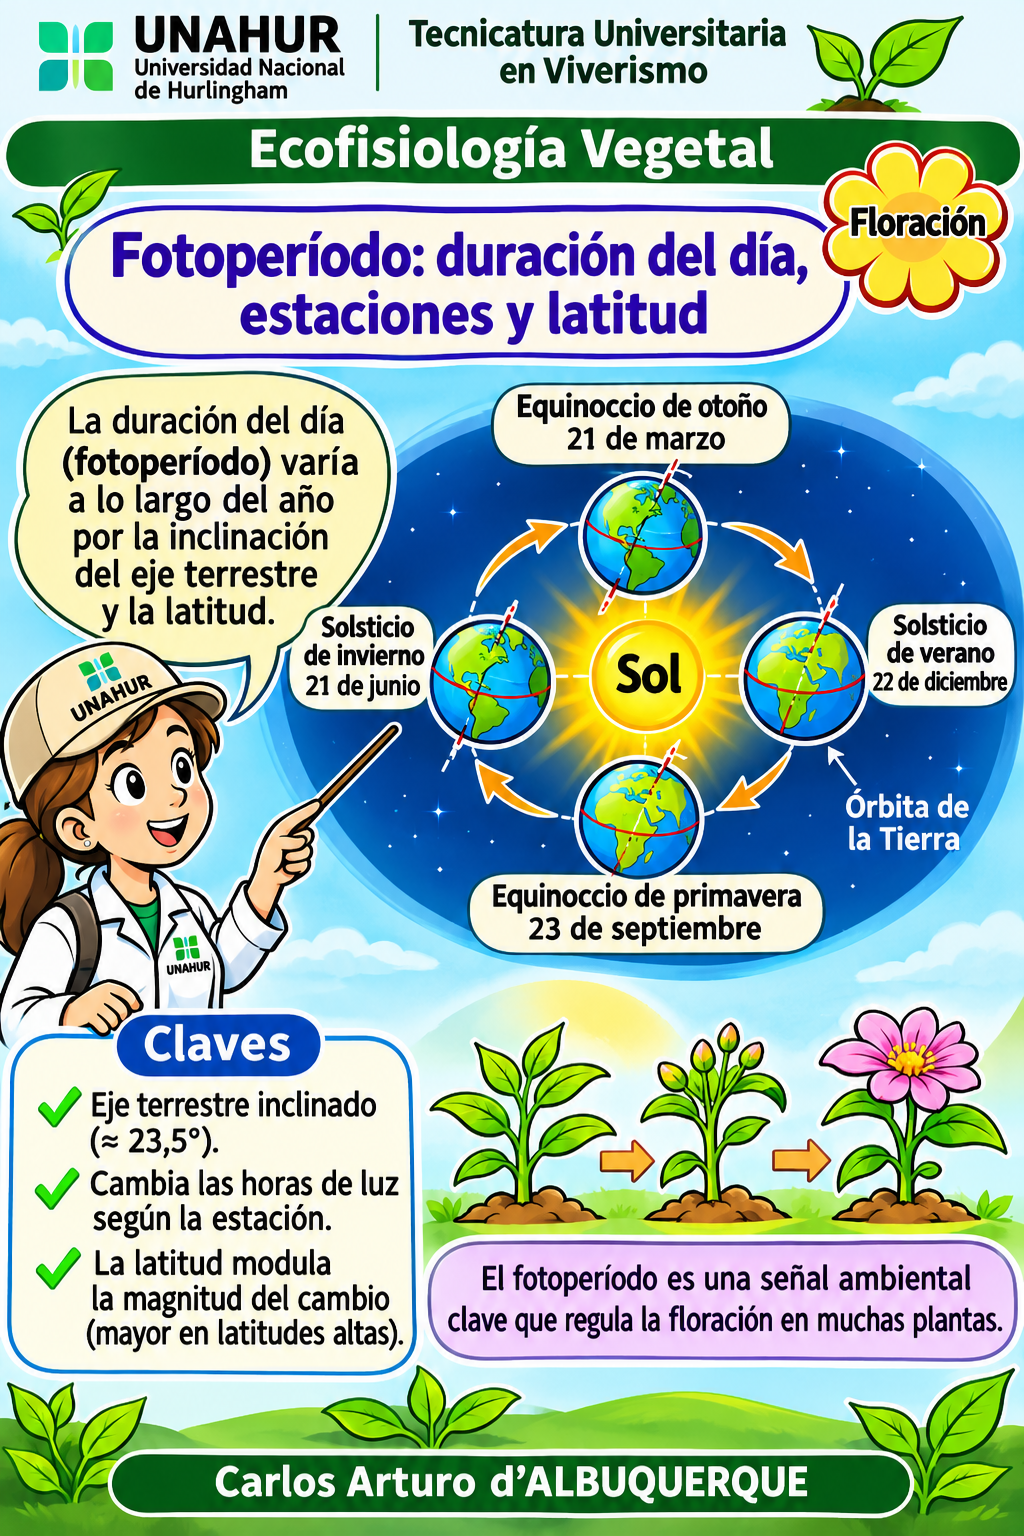 UNAHUR
Universidad Nacional
de Hurlingham
Tecnicatura Universitaria
en Viverismo
Ecofisiología Vegetal
Floración
Fotoperíodo: duración del día,
estaciones y latitud
La duración del día
(fotoperíodo) varía
a lo largo del año
por la inclinación
del eje terrestre
y la latitud.
Equinoccio de otoño
21 de marzo
Solsticio
de invierno
21 de junio
Sol
Solsticio
de verano
22 de diciembre
Órbita de
la Tierra
Equinoccio de primavera
23 de septiembre
UNAHUR
UNAHUR
Claves
Eje terrestre inclinado
(≈ 23,5°).
Cambia las horas de luz
según la estación.
La latitud modula
la magnitud del cambio
(mayor en latitudes altas).
El fotoperíodo es una señal ambiental
clave que regula la floración en muchas plantas.
Carlos Arturo d'ALBUQUERQUE